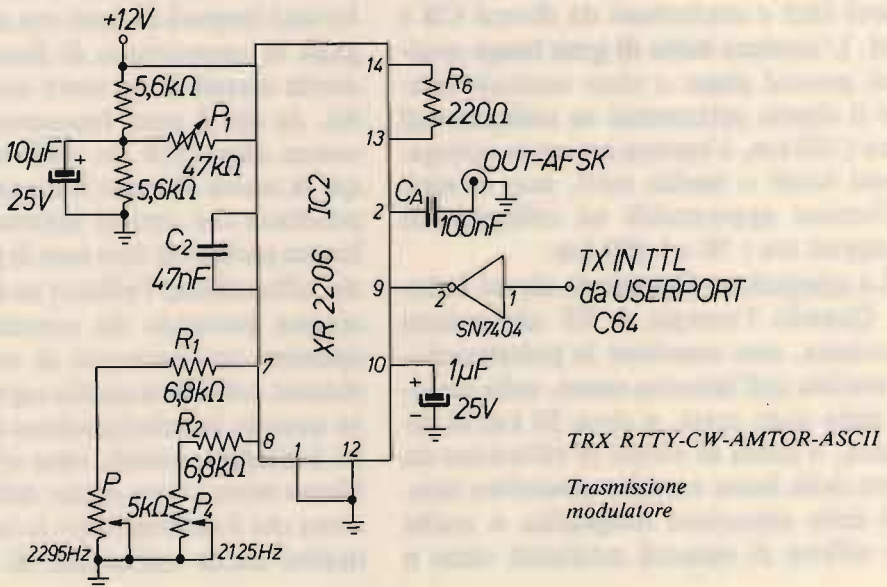 +12V
5,6kΩ
P1
47kΩ
10μF
+
-
25V
5,6kΩ
C2
47nF
R1
6,8kΩ
R2
6,8kΩ
P
5kΩ
P4
2295Hz
2125Hz
IC2
XR 2206
7
8
1
12
14
13
2
9
10
R6
220Ω
OUT-AFSK
CA
100nF
2
1
SN7404
TX IN TTL
da USERPORT
C64
+
-
1μF
25V
TRX RTTY-CW-AMTOR-ASCII
Trasmissione
modulatore